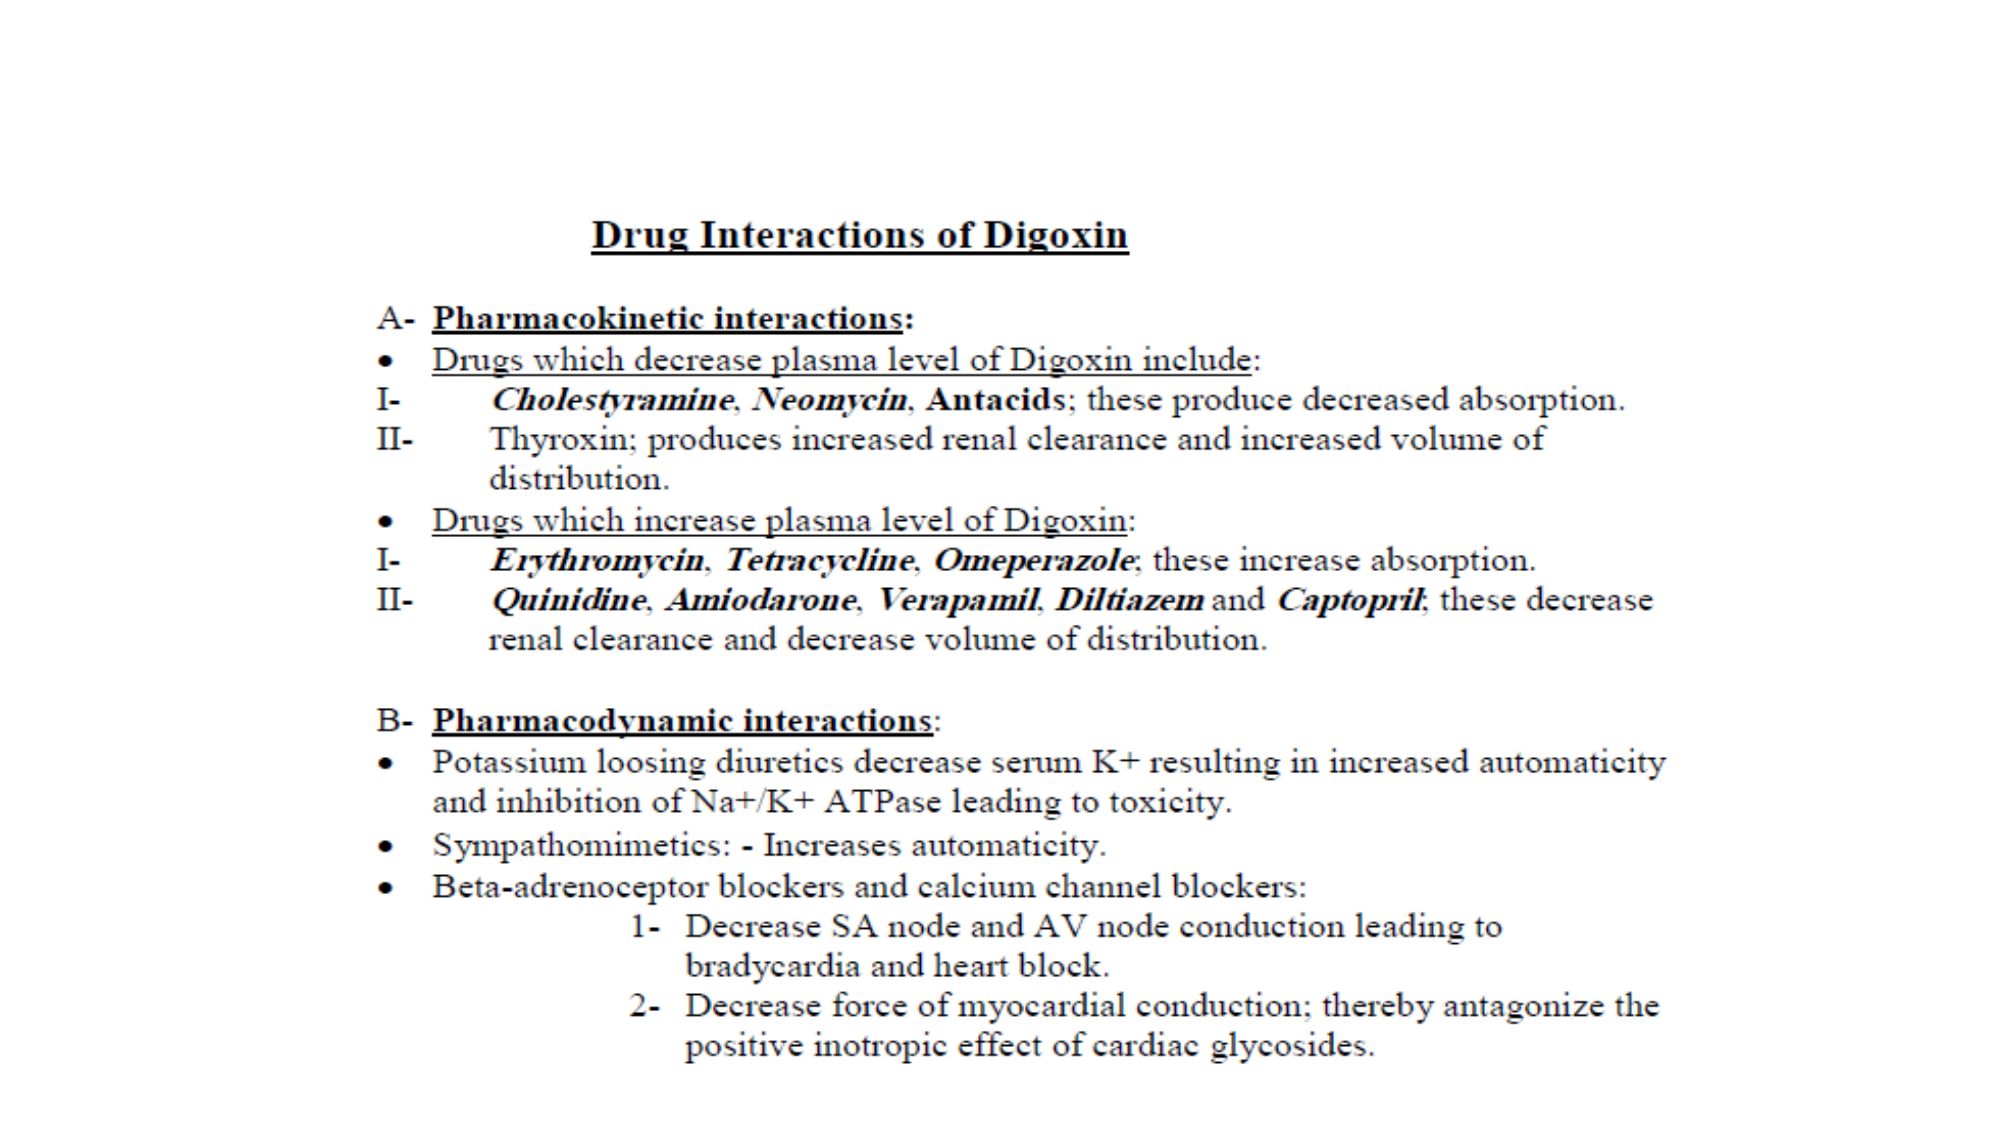 Drug Interactions of Digoxin
A- Pharmacokinetic interactions:
• Drugs which decrease plasma level of Digoxin include:
I- Cholestyramine, Neomycin, Antacids; these produce decreased absorption.
II- Thyroxin; produces increased renal clearance and increased volume of
distribution.
• Drugs which increase plasma level of Digoxin:
I- Erythromycin, Tetracycline, Omeperazole; these increase absorption.
II- Quinidine, Amiodarone, Verapamil, Diltiazem and Captopril; these decrease
renal clearance and decrease volume of distribution.
B- Pharmacodynamic interactions:
• Potassium loosing diuretics decrease serum K+ resulting in increased automaticity
and inhibition of Na+/K+ ATPase leading to toxicity.
• Sympathomimetics: - Increases automaticity.
• Beta-adrenoceptor blockers and calcium channel blockers:
1- Decrease SA node and AV node conduction leading to
bradycardia and heart block.
2- Decrease force of myocardial conduction; thereby antagonize the
positive inotropic effect of cardiac glycosides.